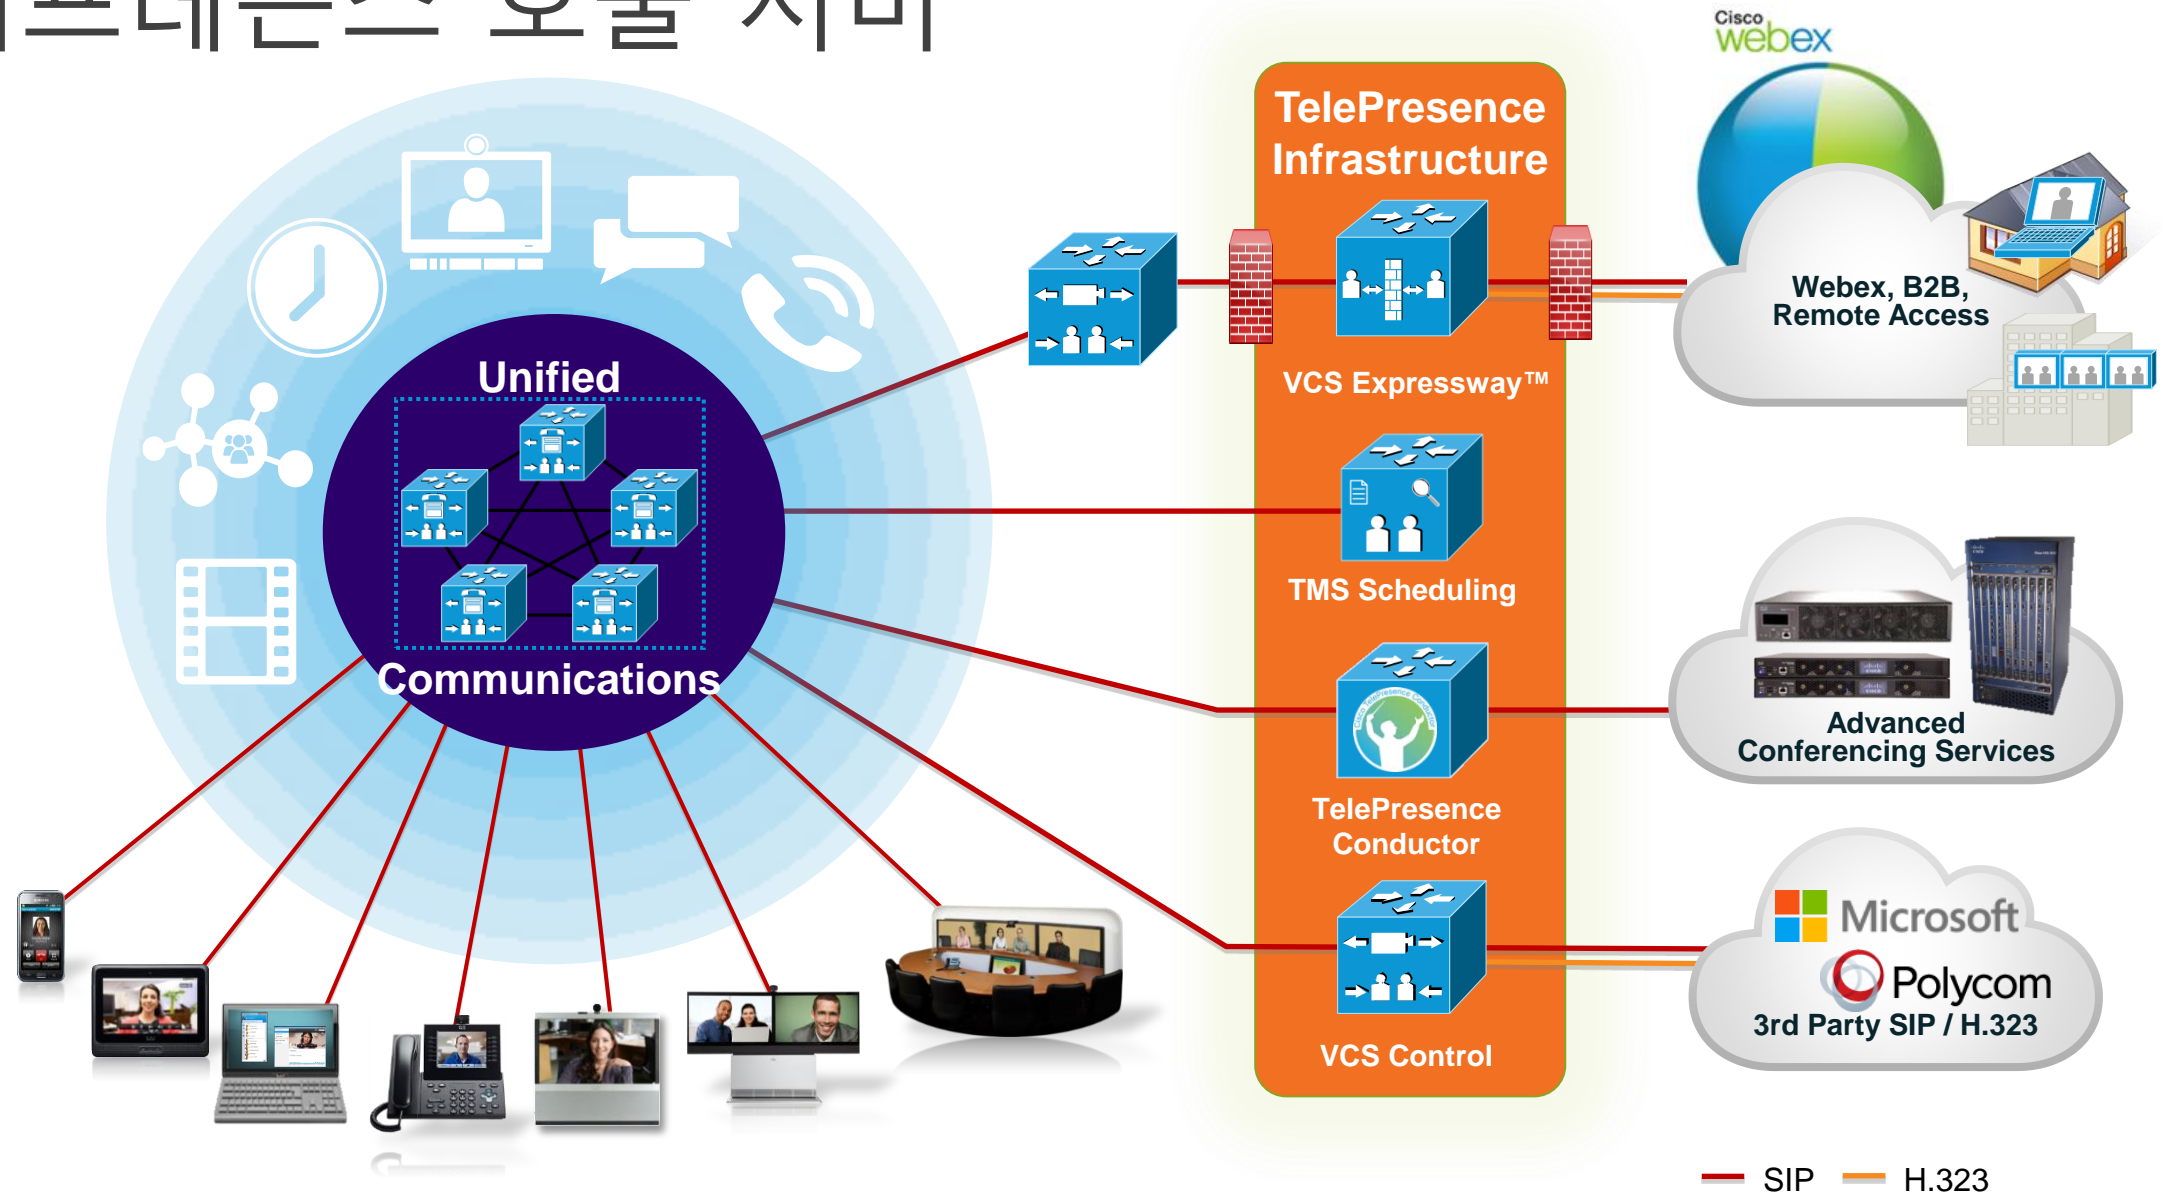 Cisco
webex
TelePresence
Infrastructure
Webex, B2B,
Remote Access
VCS Expressway™
Unified
Communications
TMS Scheduling
Advanced
Conferencing Services
TelePresence
Conductor
Microsoft
Polycom
3rd Party SIP / H.323
VCS Control
SIP
H.323